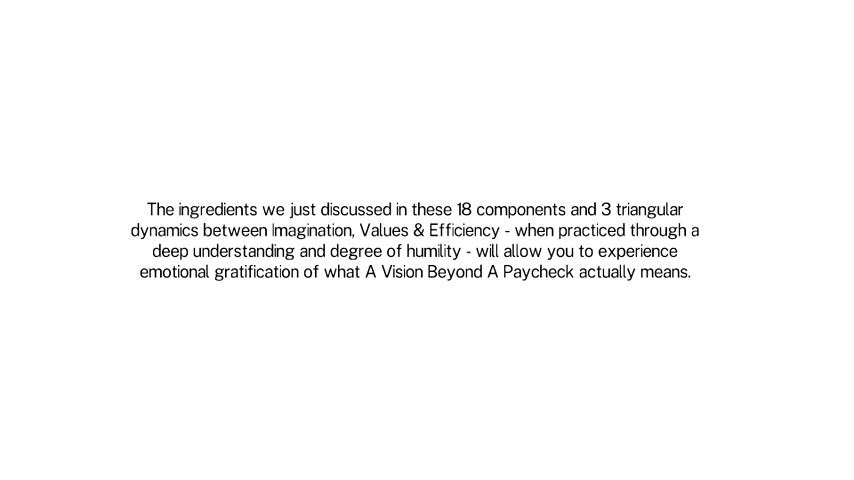 The ingredients we just discussed in these 18 components and 3 triangular
dynamics between Imagination, Values & Efficiency - when practiced through a
deep understanding and degree of humility - will allow you to experience
emotional gratification of what A Vision Beyond A Paycheck actually means.